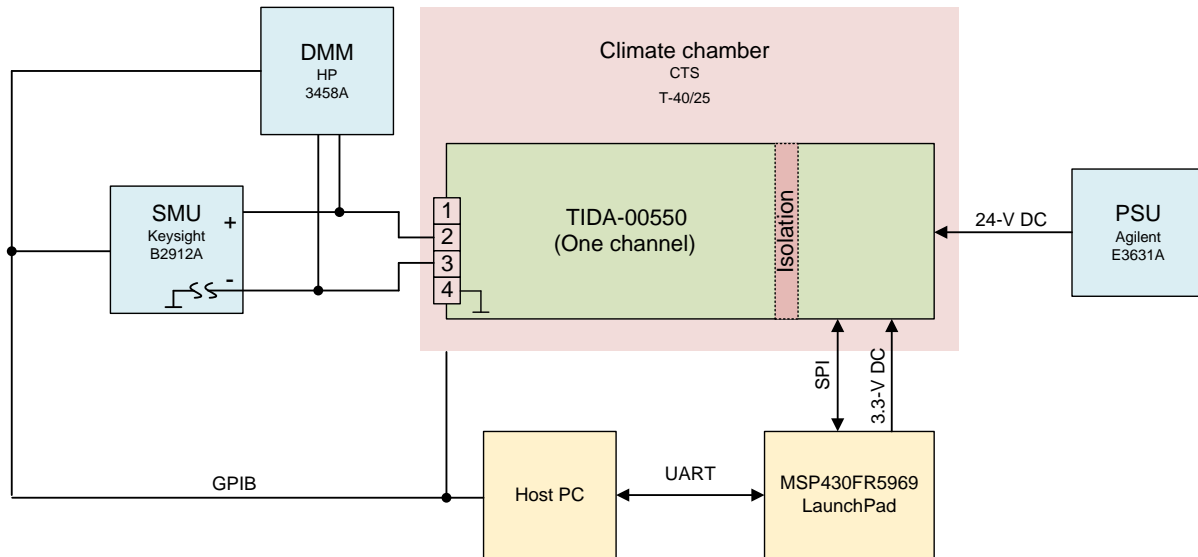 DMM
HP
3458A
Climate chamber
CTS
T-40/25
SMU
Keysight
B2912A
+
-
1
2
3
4
TIDA-00550
(One channel)
Isolation
24-V DC
PSU
Agilent
E3631A
SPI
3.3-V DC
GPIB
Host PC
UART
MSP430FR5969
LaunchPad